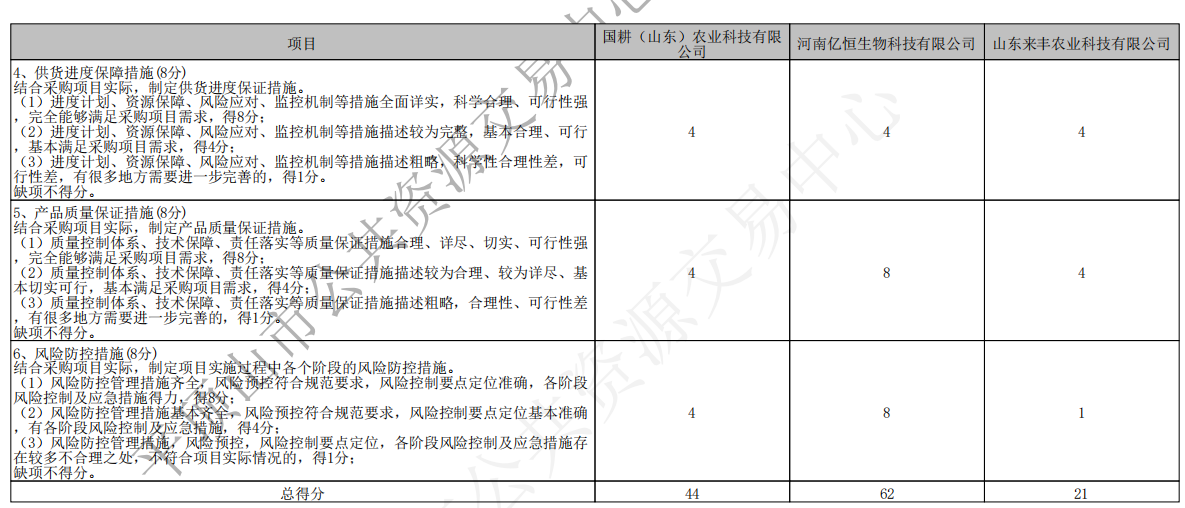 项目
国耕（山东）农业科技有限
公司
河南亿恒生物科技有限公司
山东来丰农业科技有限公司
4、供货进度保障措施(8分)
结合采购项目实际，制定供货进度保证措施。
（1）进度计划、资源保障、风险应对、监控机制等措施全面详实，科学合理、可行性强
，完全能够满足采购项目需求，得8分；
（2）进度计划、资源保障、风险应对、监控机制等措施描述较为完整，基本合理、可行
，基本满足采购项目需求，得4分；
（3）进度计划、资源保障、风险应对、监控机制等措施描述粗略，科学性合理性差，可
行性差，有很多地方需要进一步完善的，得1分。
缺项不得分。
4
4
4
5、产品质量保证措施(8分)
结合采购项目实际，制定产品质量保证措施。
（1）质量控制体系、技术保障、责任落实等质量保证措施合理、详尽、切实、可行性强
，完全能够满足采购项目需求，得8分；
（2）质量控制体系、技术保障、责任落实等质量保证措施描述较为合理、较为详尽、基
本切实可行，基本满足采购项目需求，得4分；
（3）质量控制体系、技术保障、责任落实等质量保证措施描述粗略，合理性、可行性差
，有很多地方需要进一步完善的，得1分。
缺项不得分。
4
8
4
6、风险防控措施(8分)
结合采购项目实际，制定项目实施过程中各个阶段的风险防控措施。
（1）风险防控管理措施齐全，风险预控符合规范要求，风险控制要点定位准确，各阶段
风险控制及应急措施得力，得8分；
（2）风险防控管理措施基本齐全，风险预控符合规范要求，风险控制要点定位基本准确
，有各阶段风险控制及应急措施，得4分；
（3）风险防控管理措施，风险预控，风险控制要点定位，各阶段风险控制及应急措施存
在较多不合理之处，不符合项目实际情况的，得1分；
缺项不得分。
4
8
1
总得分
44
62
21
平顶山市公共资源交易中心
公共资源交易中心